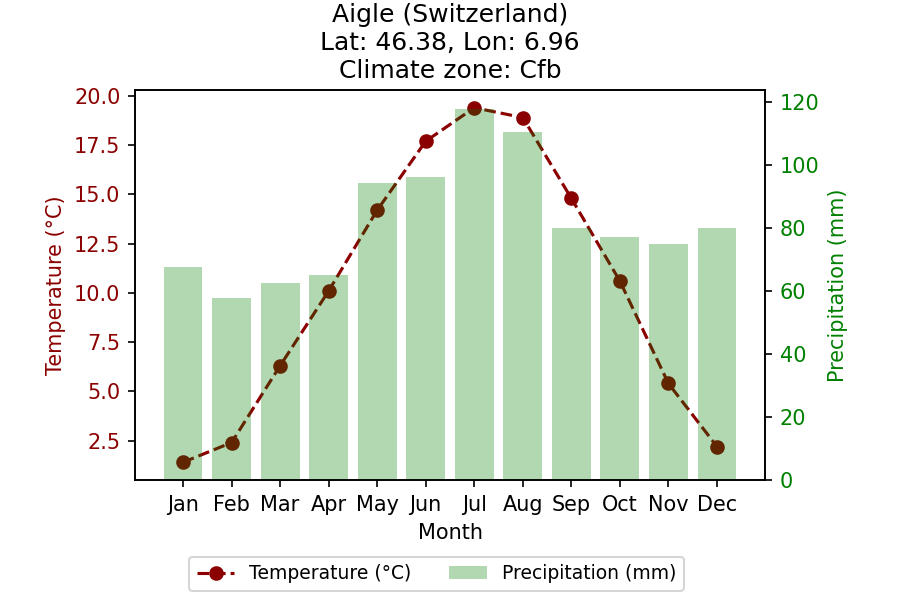 Aigle (Switzerland)
Lat: 46.38, Lon: 6.96
Climate zone: Cfb
Temperature (°C)
20.0
17.5
15.0
12.5
10.0
7.5
5.0
2.5
120
100
80
60
40
20
0
Precipitation (mm)
Jan Feb Mar Apr May Jun Jul Aug Sep Oct Nov Dec
Month
Temperature (°C) Precipitation (mm)